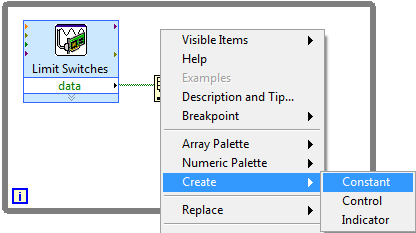 Limit Switches
data
i
Visible Items
Help
Examples
Description and Tip...
Breakpoint
Array Palette
Numeric Palette
Create
Replace
Constant
Control
Indicator